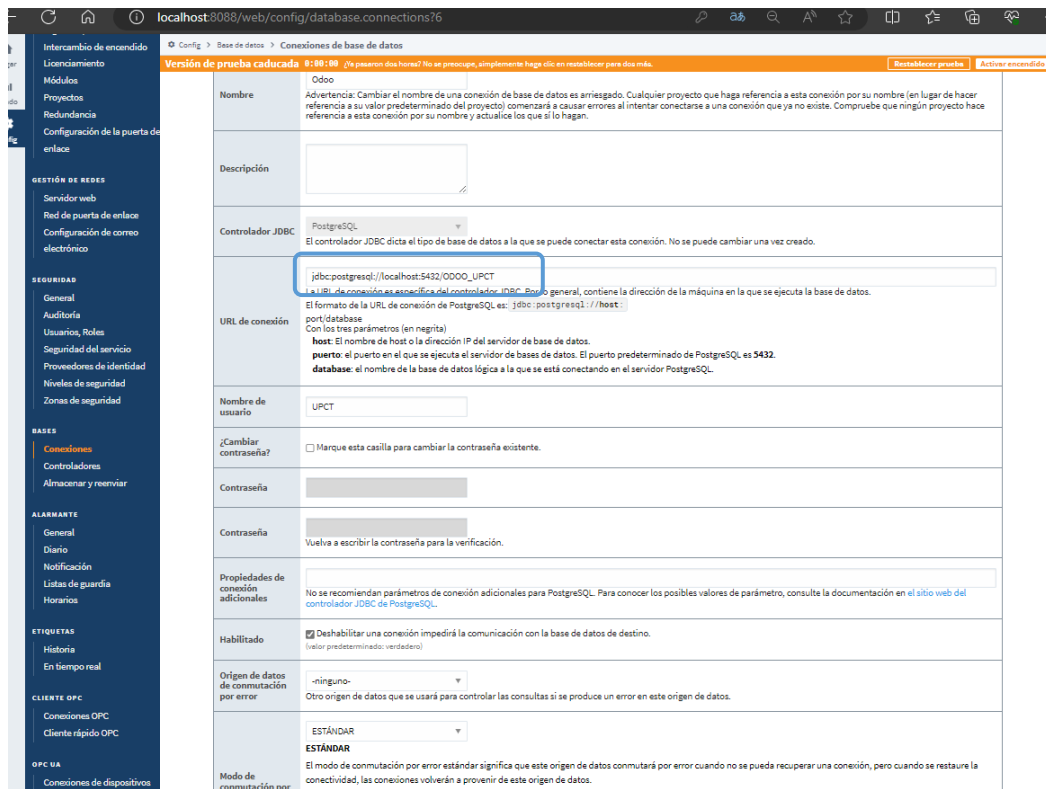 localhost:8088/web/config/database.connections?6
Config > Base de datos > Conexiones de base de datos
Versión de prueba caducada 0:00:00 ¿Ya pasaron dos horas? No se preocupe, simplemente haga clic en restablecer para dos más.
Restablecer prueba
Activar encendido
Intercambio de encendido
Licenciamiento
Módulos
Proyectos
Redundancia
Configuración de la puerta de
enlace
GESTIÓN DE REDES
Servidor web
Red de puerta de enlace
Configuración de correo
electrónico
SEGURIDAD
General
Auditoría
Usuarios, Roles
Seguridad del servicio
Proveedores de identidad
Niveles de seguridad
Zonas de seguridad
BASES
Conexiones
Controladores
Almacenar y reenviar
ALARMANTE
General
Diario
Notificación
Listas de guardia
Horarios
ETIQUETAS
Historia
En tiempo real
CLIENTE OPC
Conexiones OPC
Cliente rápido OPC
OPC UA
Conexiones de dispositivos
Nombre
Odoo
Advertencia: Cambiar el nombre de una conexión de base de datos es arriesgado. Cualquier proyecto que haga referencia a esta conexión por su nombre (en lugar de hacer
referencia a su valor predeterminado del proyecto) comenzará a causar errores al intentar conectarse a una conexión que ya no existe. Compruebe que ningún proyecto hace
referencia a esta conexión por su nombre y actualice los que sí lo hagan.
Descripción
Controlador JDBC
PostgreSQL
El controlador JDBC dicta el tipo de base de datos a la que se puede conectar esta conexión. No se puede cambiar una vez creado.
URL de conexión
jdbc:postgresql://localhost:5432/ODOO_UPCT
La URL de conexión es específica del controlador JDBC. Por lo general, contiene la dirección de la máquina en la que se ejecuta la base de datos.
El formato de la URL de conexión de PostgreSQL es: jdbc:postgresql://host:
port/database
Con los tres parámetros (en negrita)
host: El nombre de host o la dirección IP del servidor de base de datos.
puerto: el puerto en el que se ejecuta el servidor de bases de datos. El puerto predeterminado de PostgreSQL es 5432.
database: el nombre de la base de datos lógica a la que se está conectando en el servidor PostgreSQL.
Nombre de
usuario
UPCT
¿Cambiar
contraseña?
Marque esta casilla para cambiar la contraseña existente.
Contraseña
Contraseña
Vuelva a escribir la contraseña para la verificación.
Propiedades de
conexión
adicionales
No se recomiendan parámetros de conexión adicionales para PostgreSQL. Para conocer los posibles valores de parámetro, consulte la documentación en el sitio web del
controlador JDBC de PostgreSQL.
Habilitado
Deshabilitar una conexión impedirá la comunicación con la base de datos de destino.
(valor predeterminado: verdadero)
Origen de datos
de conmutación
por error
-ninguno-
Otro origen de datos que se usará para controlar las consultas si se produce un error en este origen de datos.
Modo de
conmutación por
ESTÁNDAR
ESTÁNDAR
El modo de conmutación por error estándar significa que este origen de datos conmutará por error cuando no se pueda recuperar una conexión, pero cuando se restaure la
conectividad, las conexiones volverán a provenir de este origen de datos.